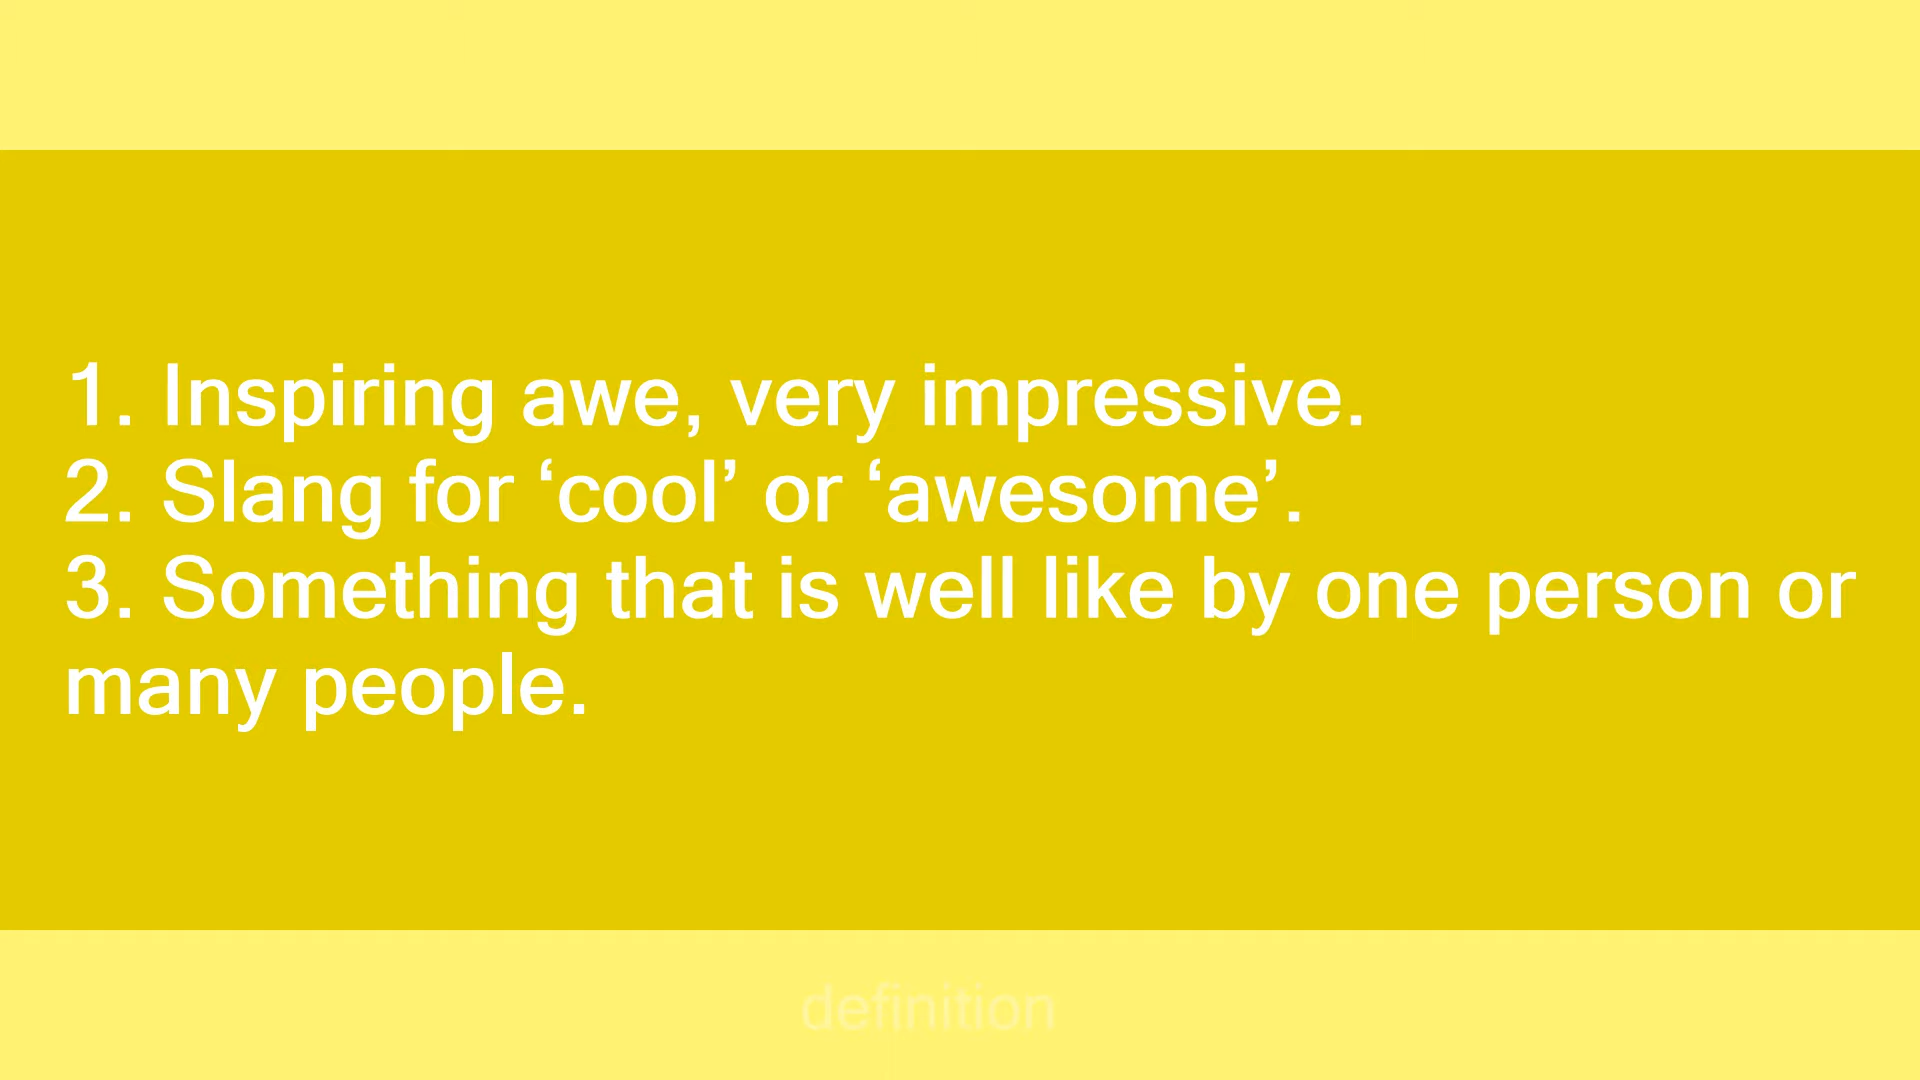 1. Inspiring awe, very impressive.
2. Slang for ‘cool’ or ‘awesome’.
3. Something that is well like by one person or
many people.
definition